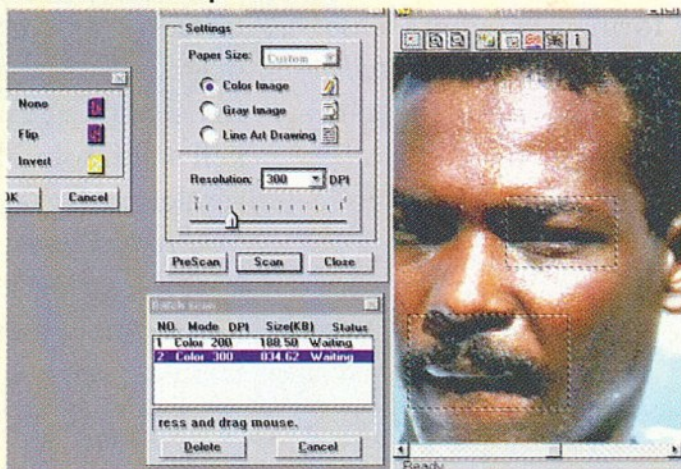 Settings
Paper Size: Custom
Color Image
Gray Image
Line Art Drawing
None
Flip
Invert
OK
Cancel
Resolution: 300 DPI
PreScan
Scan
Close
Batch scan
NO. Mode DPI Size(KB) Status
1 Color 200 188.50 Waiting
2 Color 300 834.62 Waiting
ress and drag mouse.
Delete
Cancel
Ready